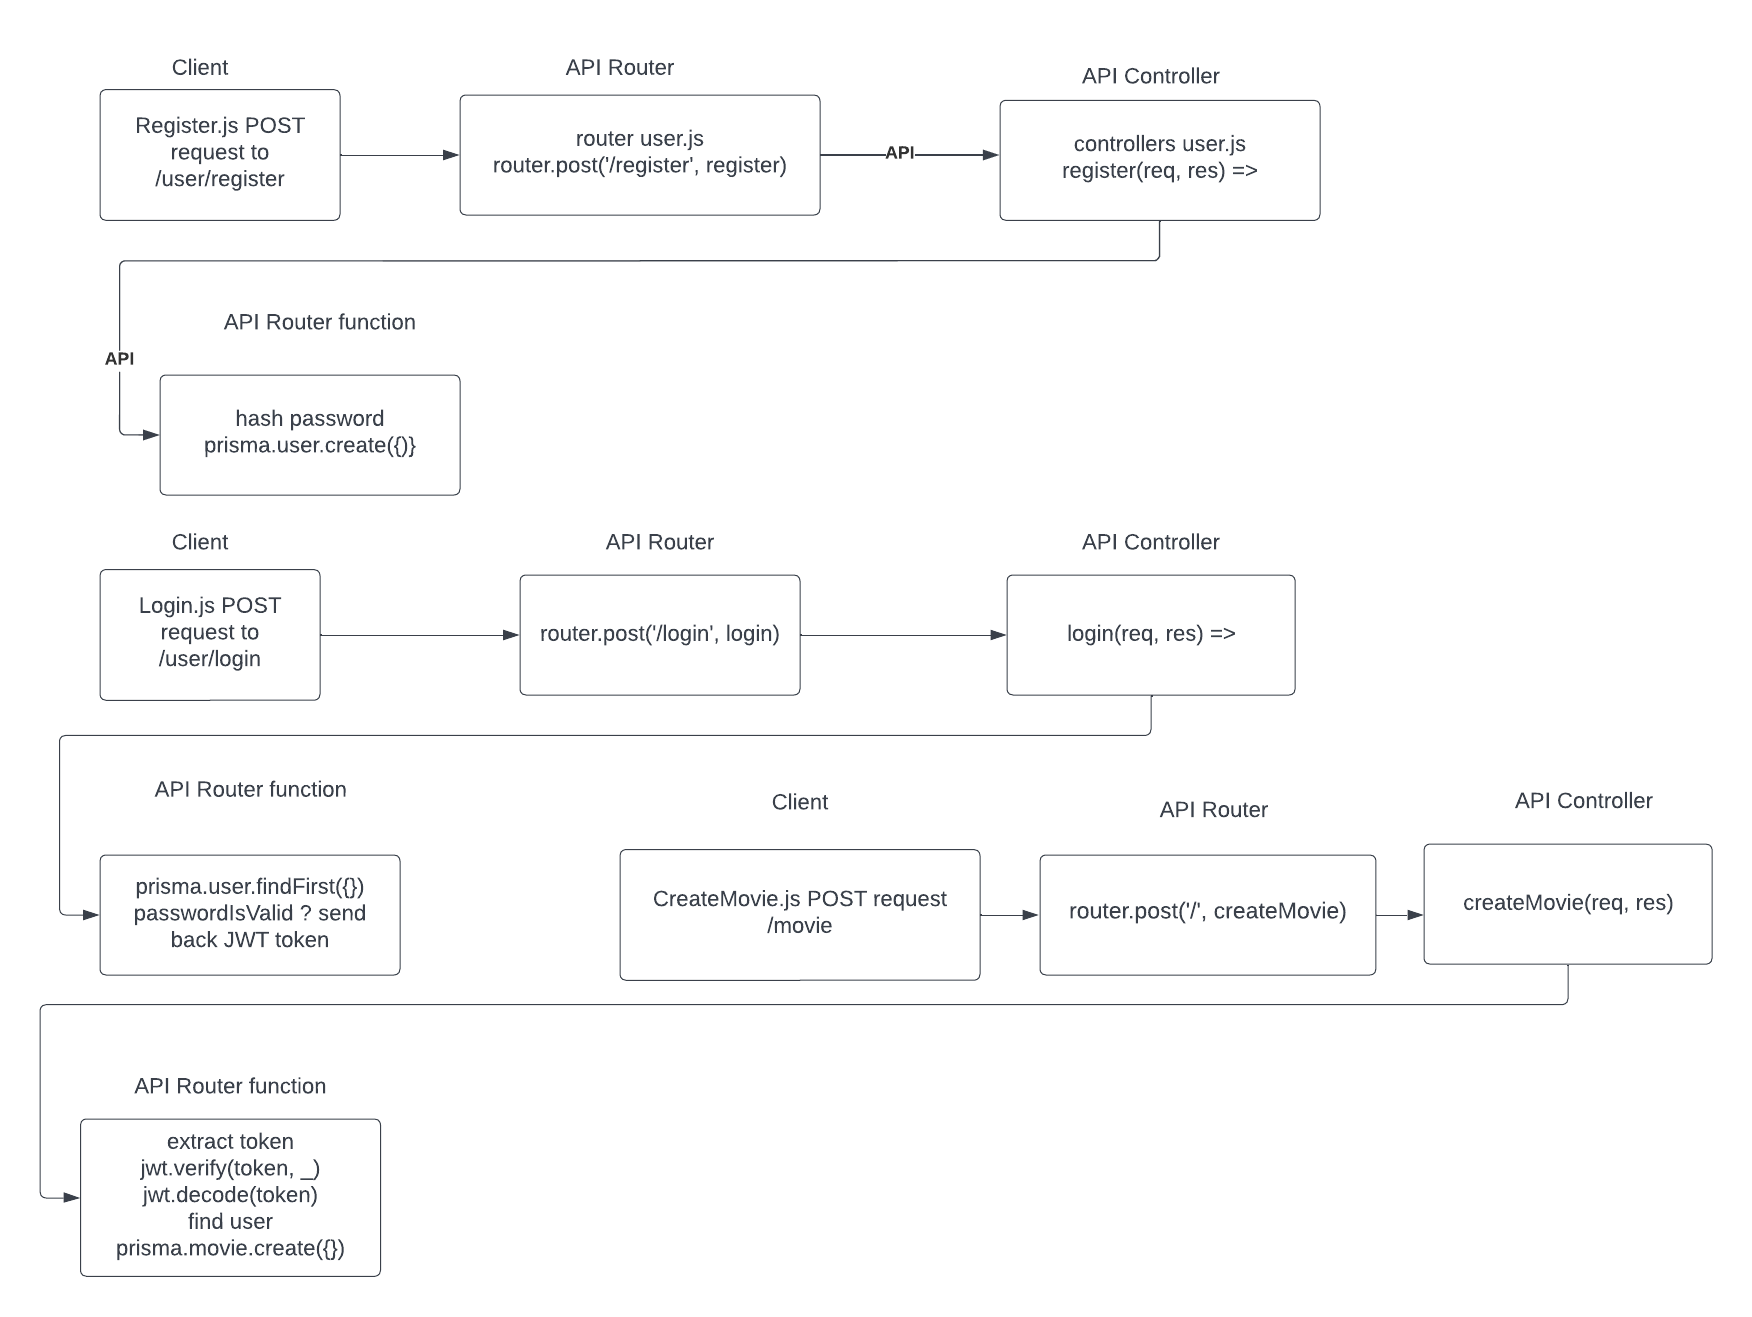 Client
API Router
API Controller
Register.js POST
request to
/user/register
router user.js
router.post('/register', register)
API
controllers user.js
register(req, res) =>
API Router function
API
hash password
prisma.user.create({)}
Client
API Router
API Controller
Login.js POST
request to
/user/login
router.post('/login', login)
login(req, res) =>
API Router function
prisma.user.findFirst({})
passwordIsValid ? send
back JWT token
Client
API Router
API Controller
CreateMovie.js POST request
/movie
router.post('/', createMovie)
createMovie(req, res)
API Router function
extract token
jwt.verify(token, _)
jwt.decode(token)
find user
prisma.movie.create({})